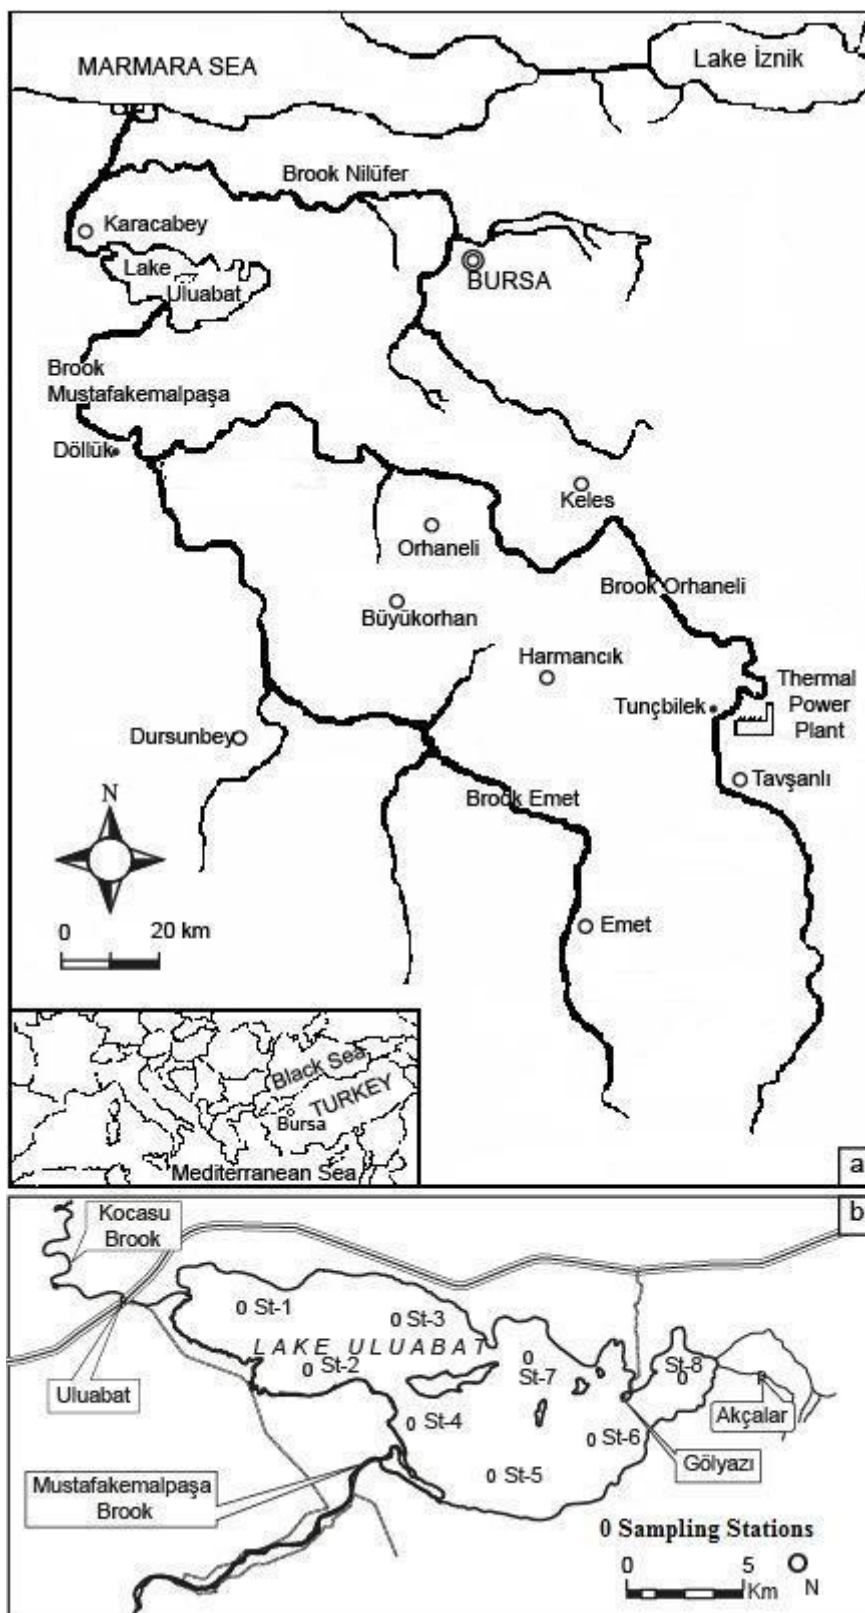 MARMARA SEA
Lake İznik
Brook Nilüfer
Karacabey
Lake
Uluabat
BURSA
Brook
Mustafakemalpaşa
Döllük
Keles
Orhaneli
Brook Orhaneli
Büyükorhan
Harmancık
Thermal
Power
Plant
Tunçbilek
Dursunbey
Tavşanlı
Brook Emet
N
0 20 km
Emet
Black Sea
TURKEY
Bursa
Mediterranean Sea
a
b
Kocasu
Brook
St-1
St-3
LAKE ULUABAT
St-2
St-7
St-8
Uluabat
St-4
Akçalar
St-6
Gölyazı
St-5
Mustafakemalpaşa
Brook
0 Sampling Stations
0 5
Km
N